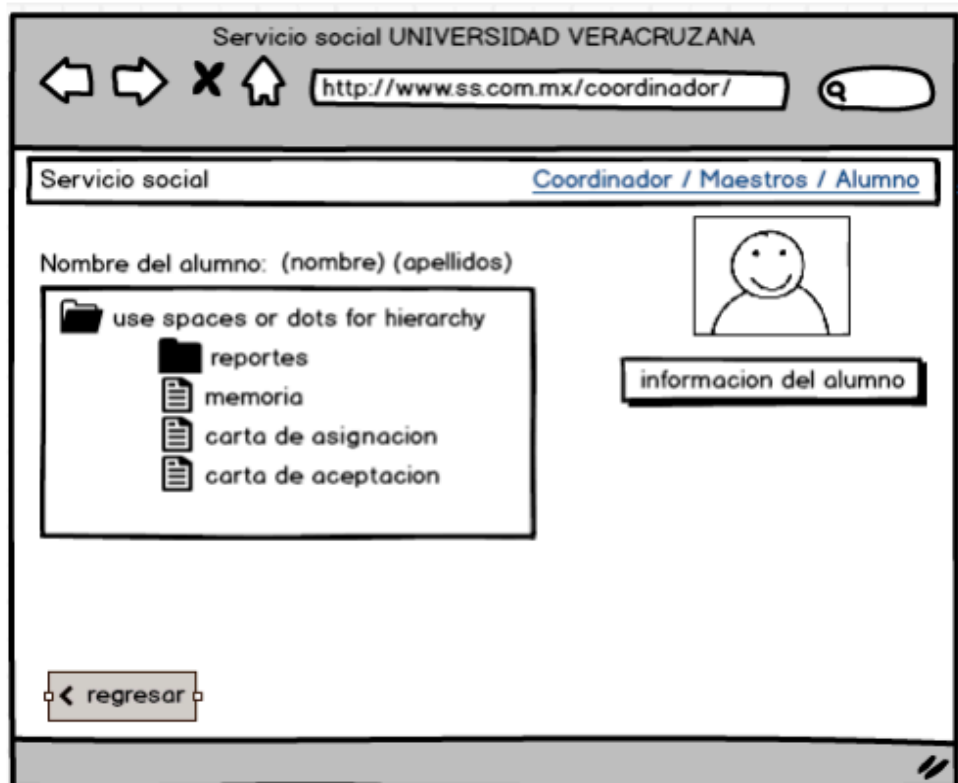 Servicio social UNIVERSIDAD VERACRUZANA
http://www.ss.com.mx/coordinador/
Servicio social
Coordinador / Maestros / Alumno
Nombre del alumno: (nombre) (apellidos)
use spaces or dots for hierarchy
reportes
memoria
carta de asignacion
carta de aceptacion
informacion del alumno
regresar